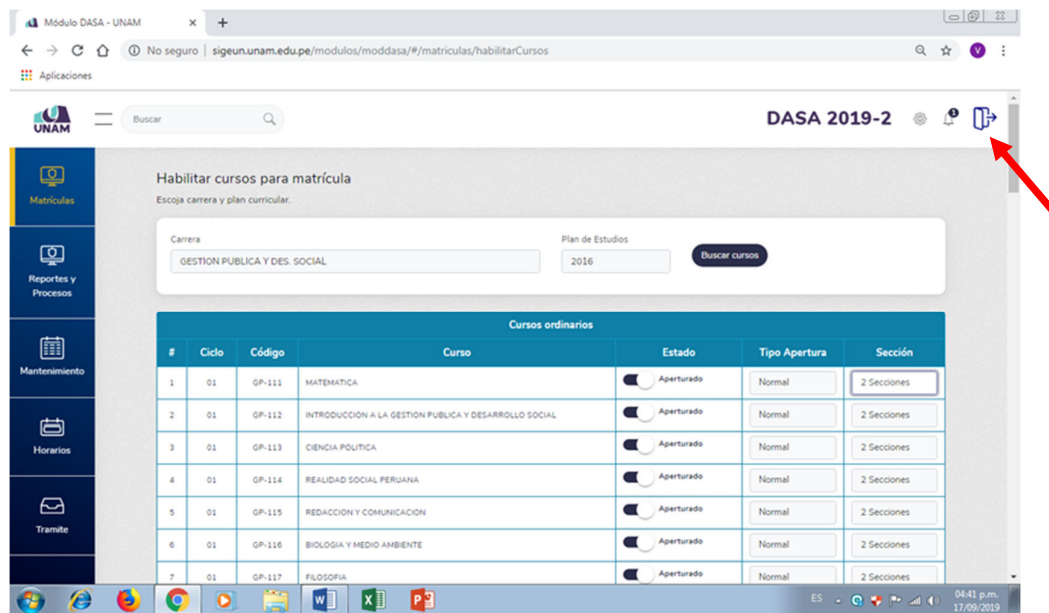 Módulo DASA - UNAM
No seguro | sigeun.unam.edu.pe/modulos/moddasa/#/matriculas/habilitarCursos
V
Aplicaciones
UNAM
Buscar
DASA 2019-2
Matrículas
Reportes y
Procesos
Mantenimiento
Horarios
Tramite
Habilitar cursos para matrícula
Escoja carrera y plan curricular.
Carrera
Plan de Estudios
GESTION PUBLICA Y DES. SOCIAL
2016
Buscar cursos
Cursos ordinarios
# Ciclo Código Curso Estado Tipo Apertura Sección
1 01 GP-111 MATEMATICA Aperturado Normal 2 Secciones
2 01 GP-112 INTRODUCCION A LA GESTION PUBLICA Y DESARROLLO SOCIAL Aperturado Normal 2 Secciones
3 01 GP-113 CIENCIA POLITICA Aperturado Normal 2 Secciones
4 01 GP-114 REALIDAD SOCIAL PERUANA Aperturado Normal 2 Secciones
5 01 GP-115 REDACCION Y COMUNICACION Aperturado Normal 2 Secciones
6 01 GP-116 BIOLOGIA Y MEDIO AMBIENTE Aperturado Normal 2 Secciones
7 01 GP-117 FILOSOFIA Aperturado Normal 2 Secciones
ES
04:41 p.m.
17/09/2019